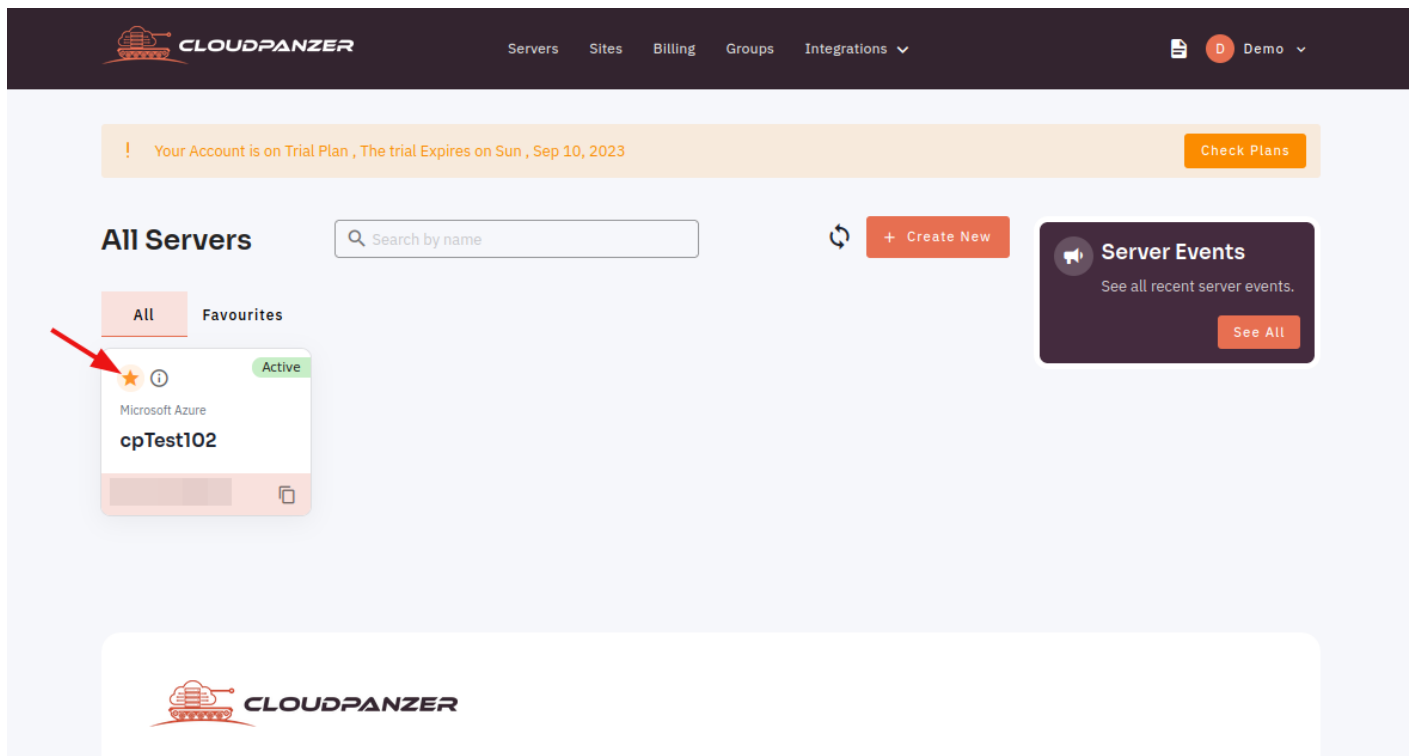 CLOUDPANZER
Servers Sites Billing Groups Integrations
D Demo
! Your Account is on Trial Plan , The trial Expires on Sun , Sep 10, 2023
Check Plans
All Servers
Search by name
+ Create New
Server Events
See all recent server events.
See All
All Favourites
Active
Microsoft Azure
cpTest102
CLOUDPANZER